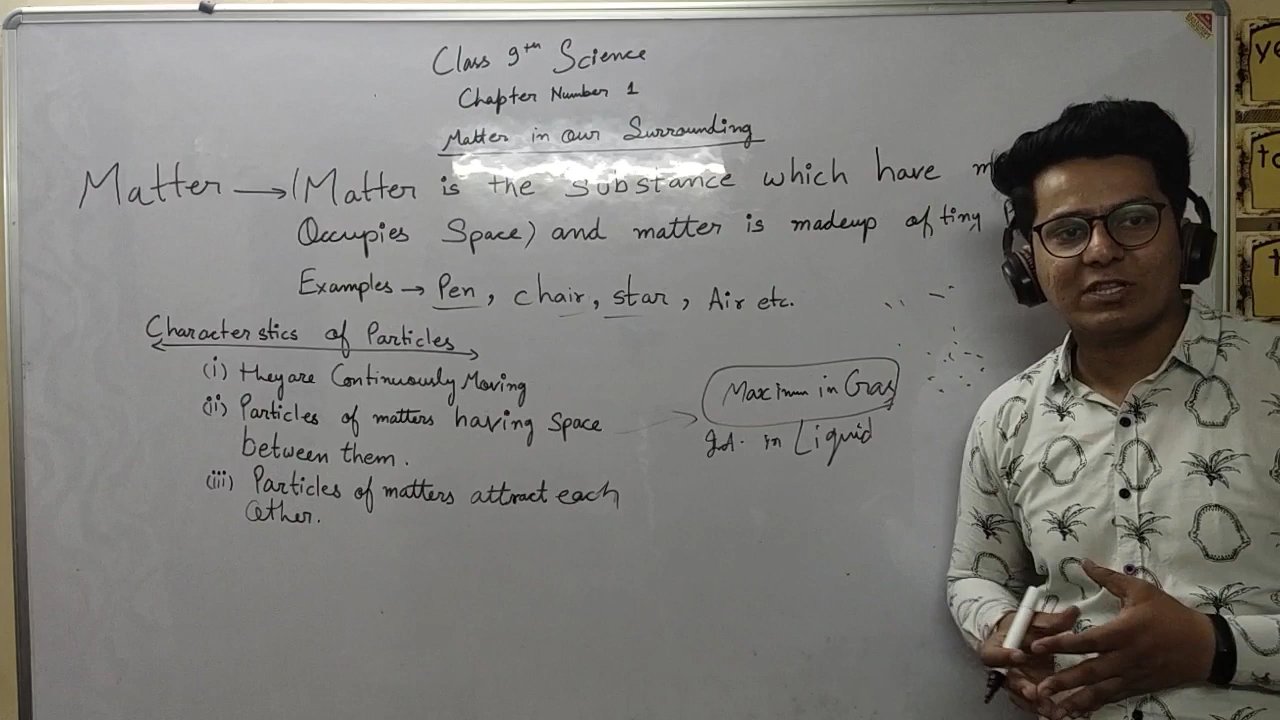 Class 9th Science
Chapter Number 1
Matter in our Surrounding
Matter → (Matter is the substance which have
Occupies Space) and matter is madeup of tiny
Examples → Pen, chair, star, Air etc.
Characterstics of Particles
(i) they are Continuously Moving
(ii) Particles of matters having space
between them.
Maximum in Gas
in Liquid
(iii) Particles of matters attract each
Other.
ye
to
t